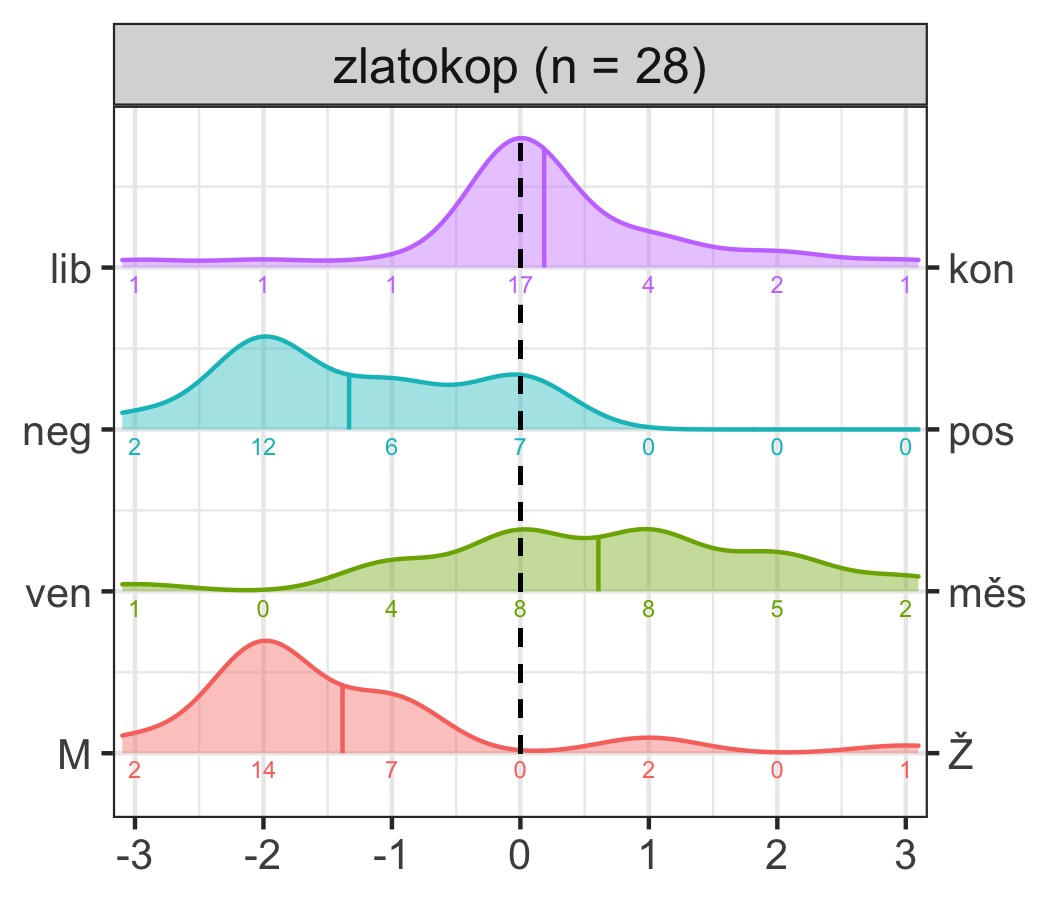 zlatokop (n = 28)
lib kon
1 1 1 17 4 2 1
neg pos
2 12 6 7 0 0 0
ven měs
1 0 4 8 8 5 2
M Ž
2 14 7 0 2 0 1
-3 -2 -1 0 1 2 3